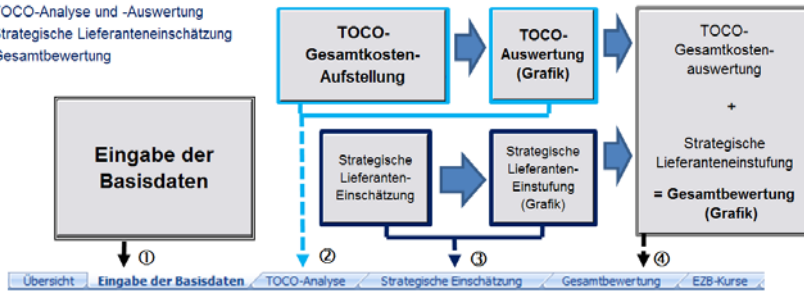 TOCO-Analyse und -Auswertung
Strategische Lieferanteneinschätzung
Gesamtbewertung
TOCO-
Gesamtkosten-
Aufstellung
TOCO-
Auswertung
(Grafik)
TOCO-
Gesamtkosten-
auswertung
+
Strategische
Lieferanteneinstufung
= Gesamtbewertung
(Grafik)
Eingabe der
Basisdaten
Strategische
Lieferanten-
Einschätzung
Strategische
Lieferanten-
Einstufung
(Grafik)
① ② ③ ④
Übersicht Eingabe der Basisdaten TOCO-Analyse Strategische Einschätzung Gesamtbewertung EZB-Kurse